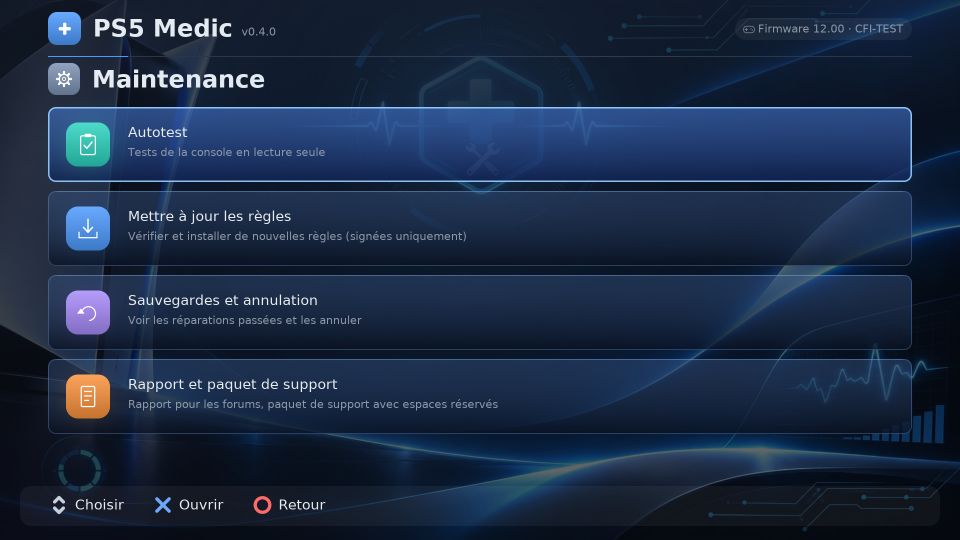 PS5 Medic v0.4.0
Firmware 12.00 · CFI-TEST
Maintenance
Autotest
Tests de la console en lecture seule
Mettre à jour les règles
Vérifier et installer de nouvelles règles (signées uniquement)
Sauvegardes et annulation
Voir les réparations passées et les annuler
Rapport et paquet de support
Rapport pour les forums, paquet de support avec espaces réservés
Choisir Ouvrir Retour